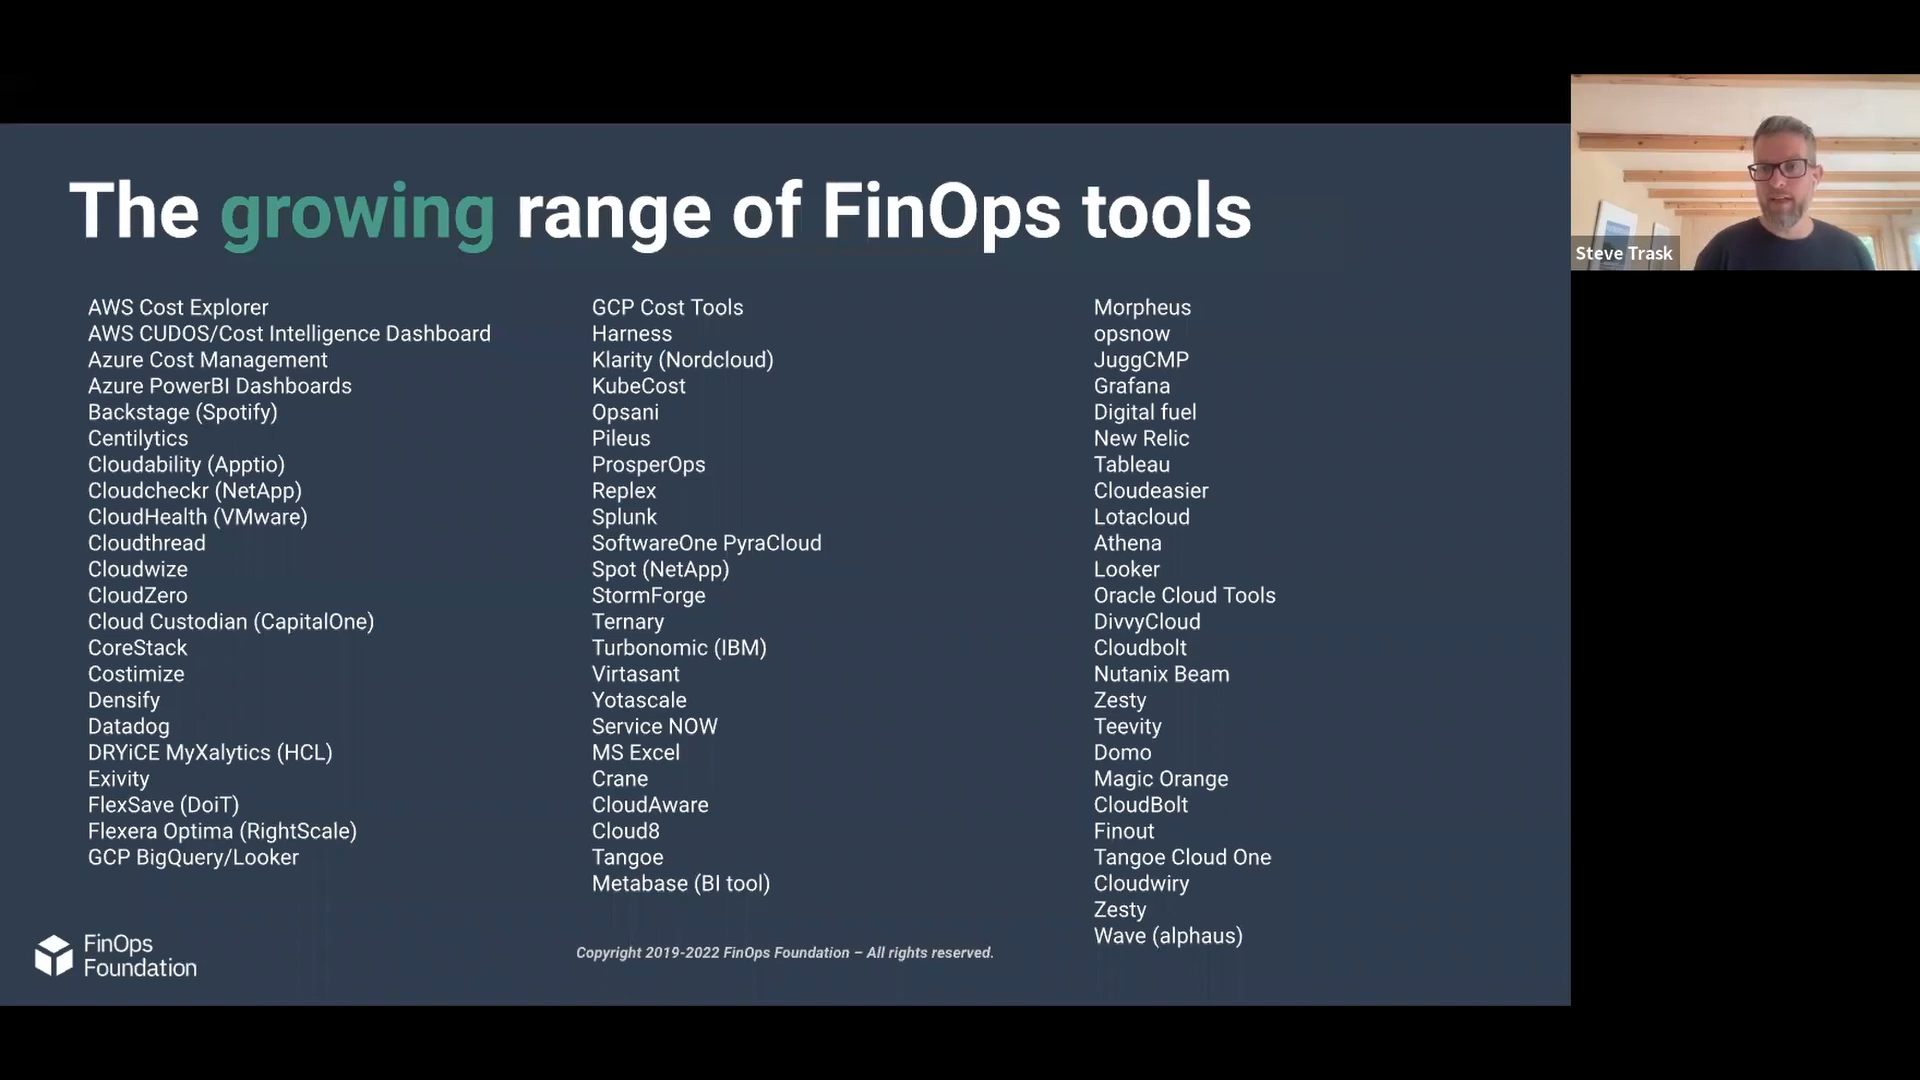 The growing range of FinOps tools
AWS Cost Explorer
AWS CUDOS/Cost Intelligence Dashboard
Azure Cost Management
Azure PowerBI Dashboards
Backstage (Spotify)
Centilytics
Cloudability (Apptio)
Cloudcheckr (NetApp)
CloudHealth (VMware)
Cloudthread
Cloudwize
CloudZero
Cloud Custodian (CapitalOne)
CoreStack
Costimize
Densify
Datadog
DRYiCE MyXalytics (HCL)
Exivity
FlexSave (DoiT)
Flexera Optima (RightScale)
GCP BigQuery/Looker
GCP Cost Tools
Harness
Klarity (Nordcloud)
KubeCost
Opsani
Pileus
ProsperOps
Replex
Splunk
SoftwareOne PyraCloud
Spot (NetApp)
StormForge
Ternary
Turbonomic (IBM)
Virtasant
Yotascale
Service NOW
MS Excel
Crane
CloudAware
Cloud8
Tangoe
Metabase (BI tool)
Morpheus
opsnow
JuggCMP
Grafana
Digital fuel
New Relic
Tableau
Cloudeasier
Lotacloud
Athena
Looker
Oracle Cloud Tools
DivvyCloud
Cloudbolt
Nutanix Beam
Zesty
Teevity
Domo
Magic Orange
CloudBolt
Finout
Tangoe Cloud One
Cloudwiry
Zesty
Wave (alphaus)
FinOps
Foundation
Copyright 2019-2022 FinOps Foundation – All rights reserved.
Steve Trask